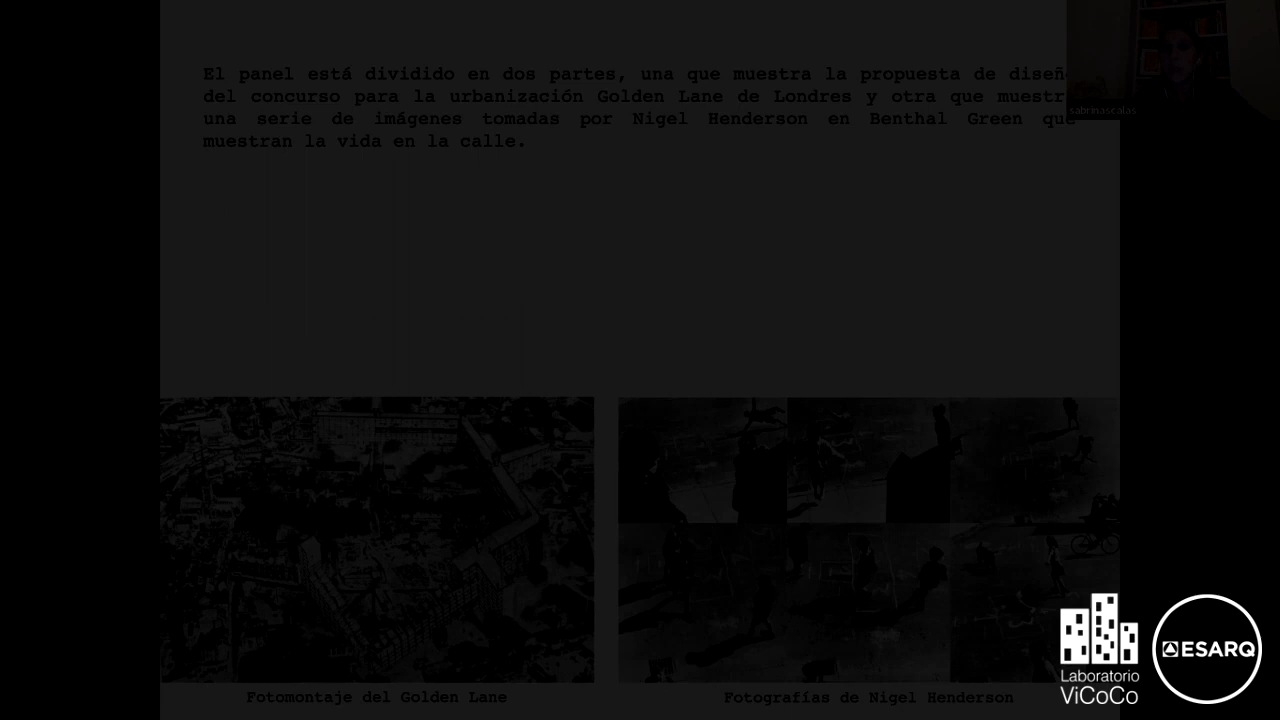 El panel está dividido en dos partes, una que muestra la propuesta de diseño
del concurso para la urbanización Golden Lane de Londres y otra que muestra
una serie de imágenes tomadas por Nigel Henderson en Benthal Green que
muestran la vida en la calle.
sabrinascalas
Fotomontaje del Golden Lane
Fotografías de Nigel Henderson
Laboratorio
ViCoCo
ESARQ